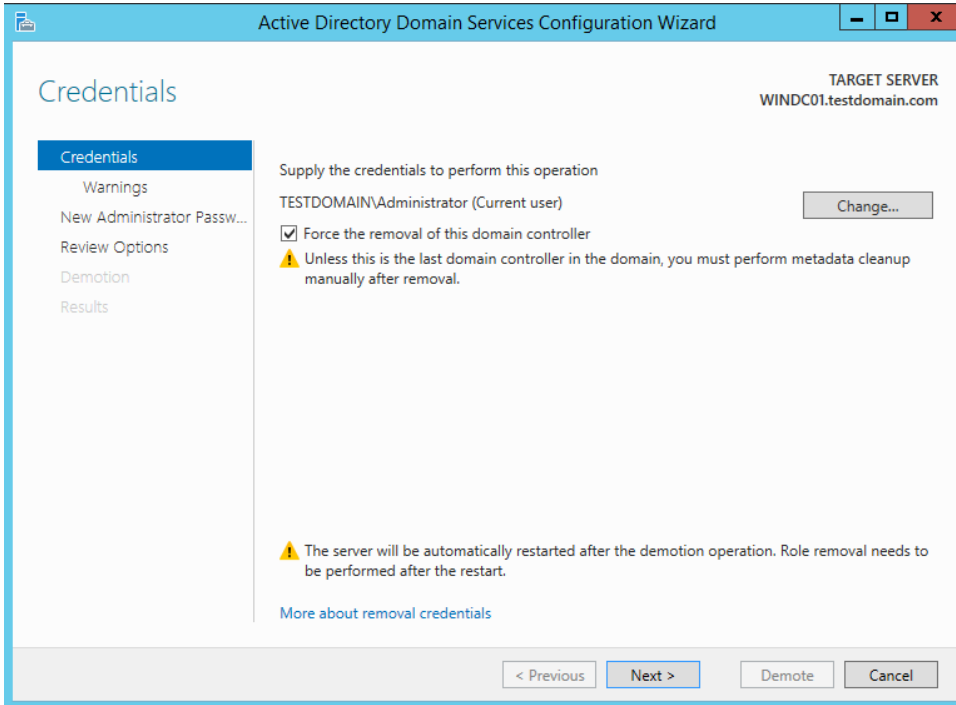 Active Directory Domain Services Configuration Wizard
Credentials
TARGET SERVER
WINDC01.testdomain.com
Credentials
Warnings
New Administrator Passw...
Review Options
Demotion
Results
Supply the credentials to perform this operation
TESTDOMAIN\Administrator (Current user)
Change...
Force the removal of this domain controller
Unless this is the last domain controller in the domain, you must perform metadata cleanup
manually after removal.
The server will be automatically restarted after the demotion operation. Role removal needs to
be performed after the restart.
More about removal credentials
< Previous
Next >
Demote
Cancel